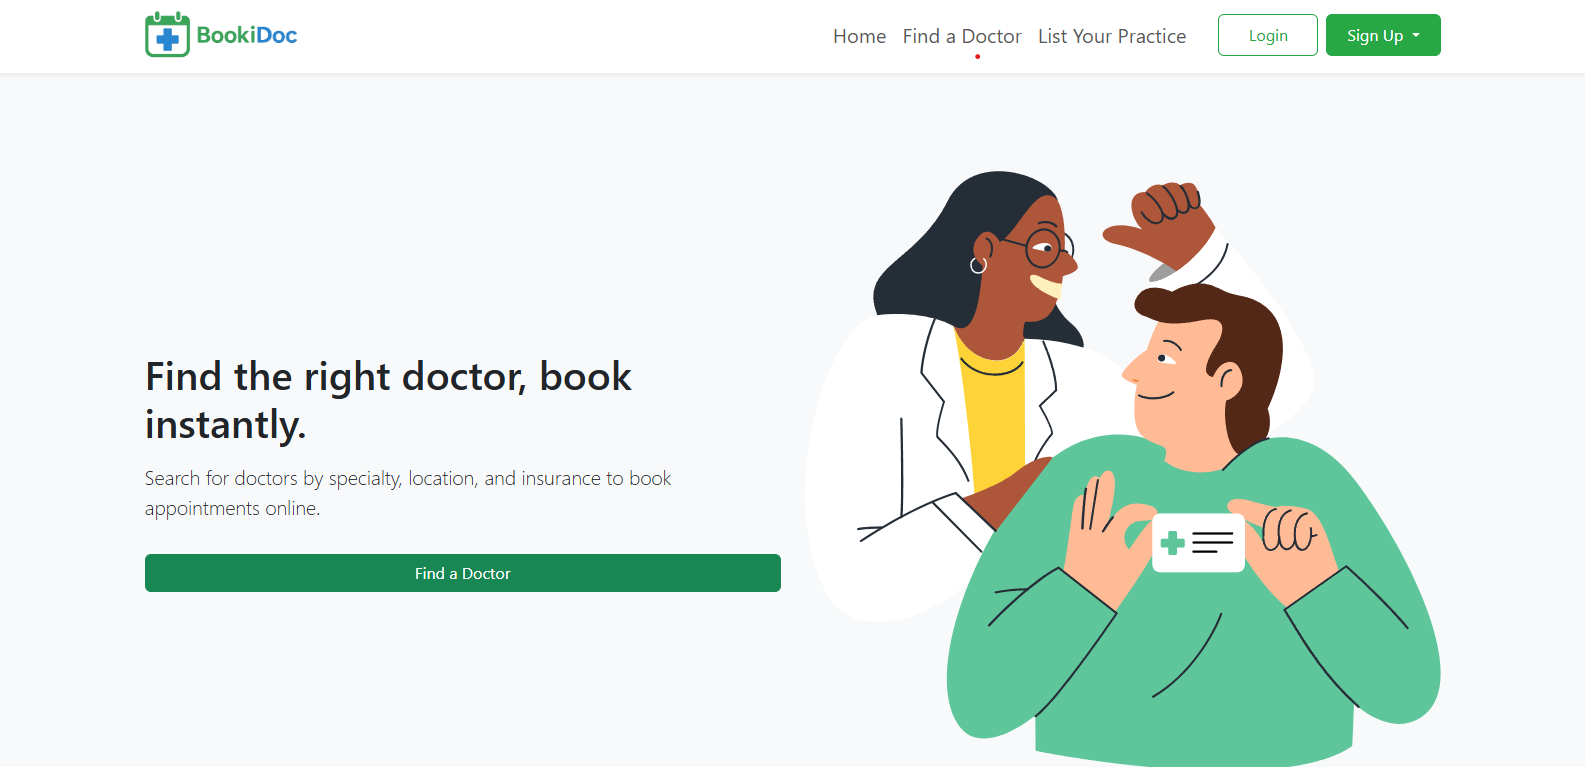 BookiDoc
Home Find a Doctor List Your Practice Login Sign Up
Find the right doctor, book
instantly.
Search for doctors by specialty, location, and insurance to book
appointments online.
Find a Doctor